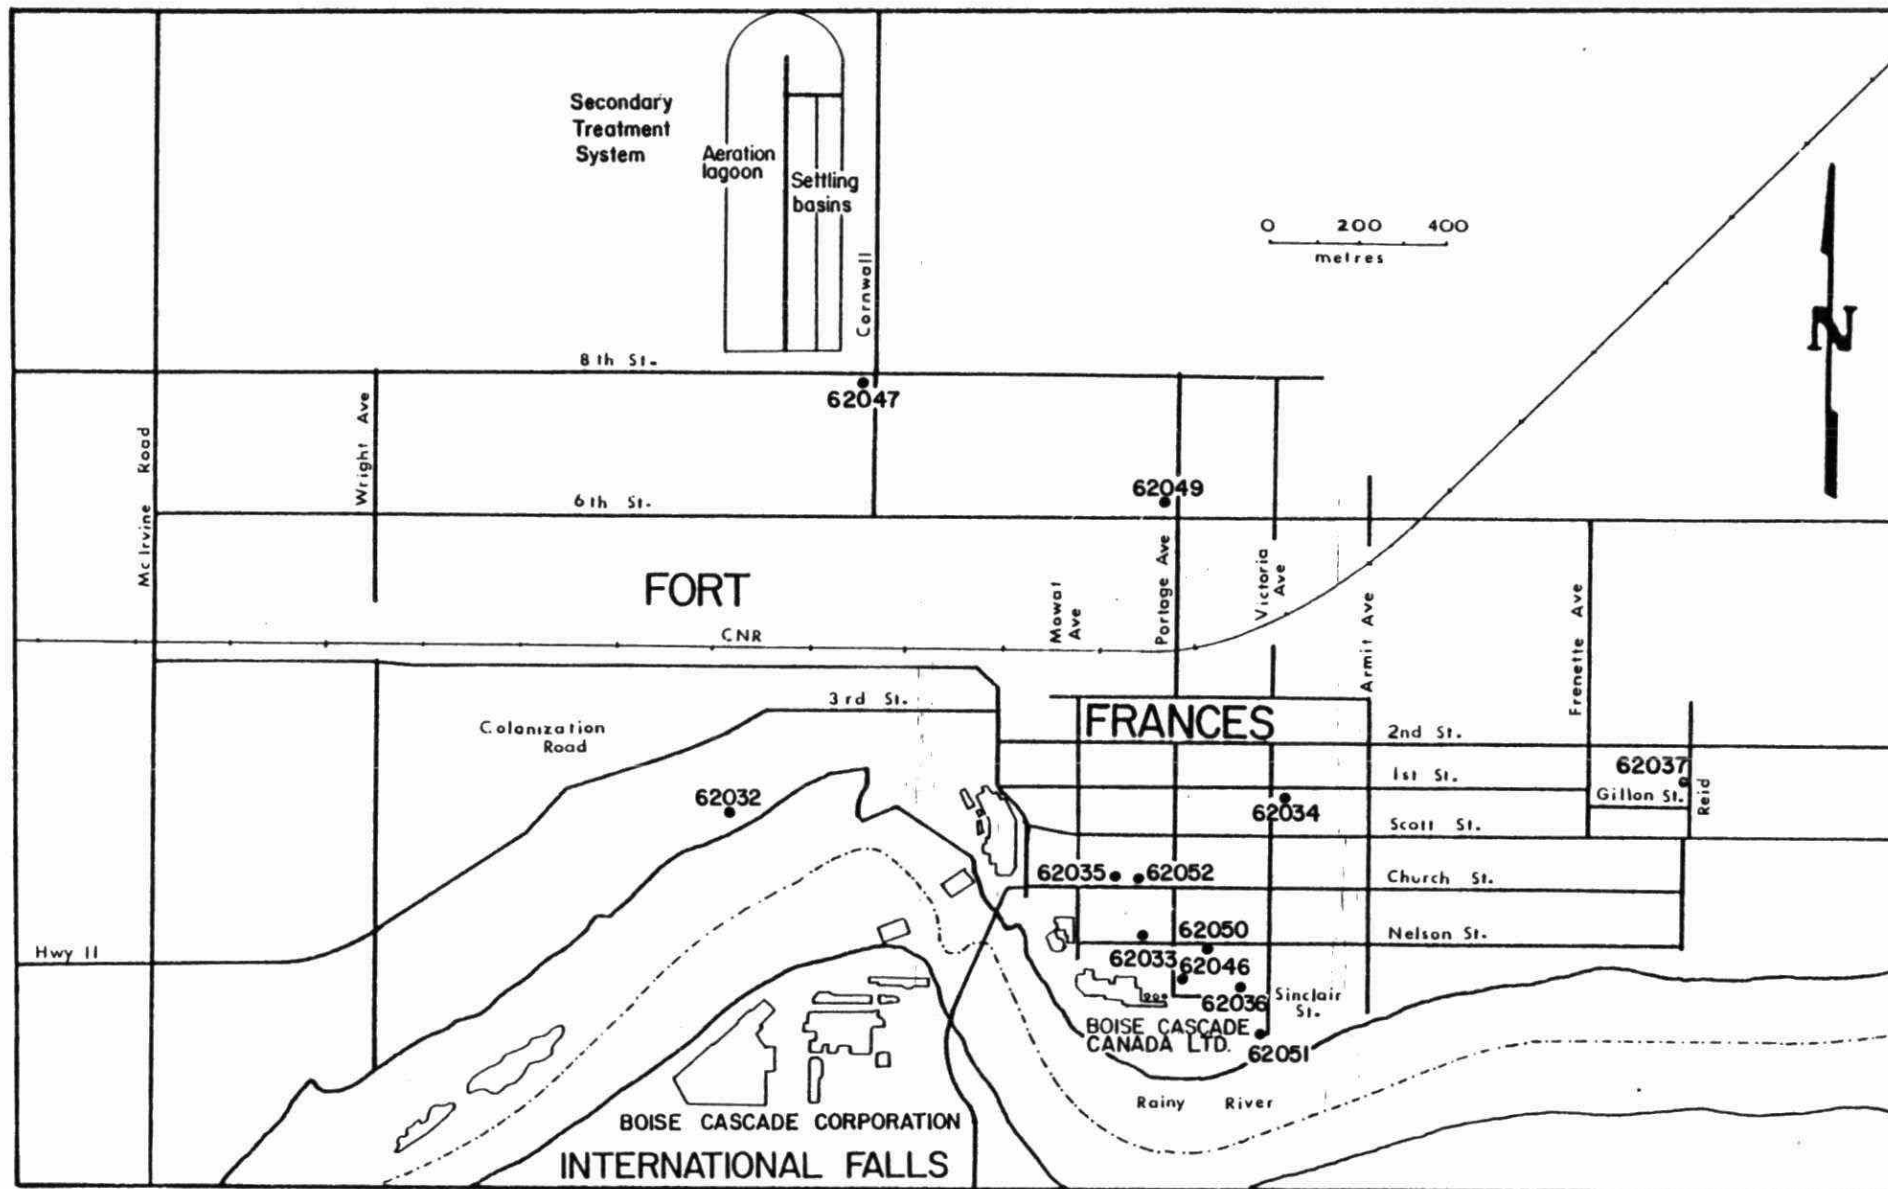 Secondary
Treatment
System
Aeration
lagoon
Settling
basins
Cornwall
0 200 400
metres
N
8th St.
62047
McIrvine Road
Wright Ave
6th St.
62049
FORT
CNR
Mowat
Ave
Portage Ave
Victoria
Ave
Armit Ave
Frenette Ave
3rd St.
Colonization
Road
FRANCES
2nd St.
1st St.
62037
Gillon St.
Reid
62032
62034
Scott St.
62035
62052
Church St.
Hwy 11
62050
Nelson St.
62033
62046
62036
Sinclair
St.
BOISE CASCADE
CANADA LTD.
62051
Rainy River
BOISE CASCADE CORPORATION
INTERNATIONAL FALLS